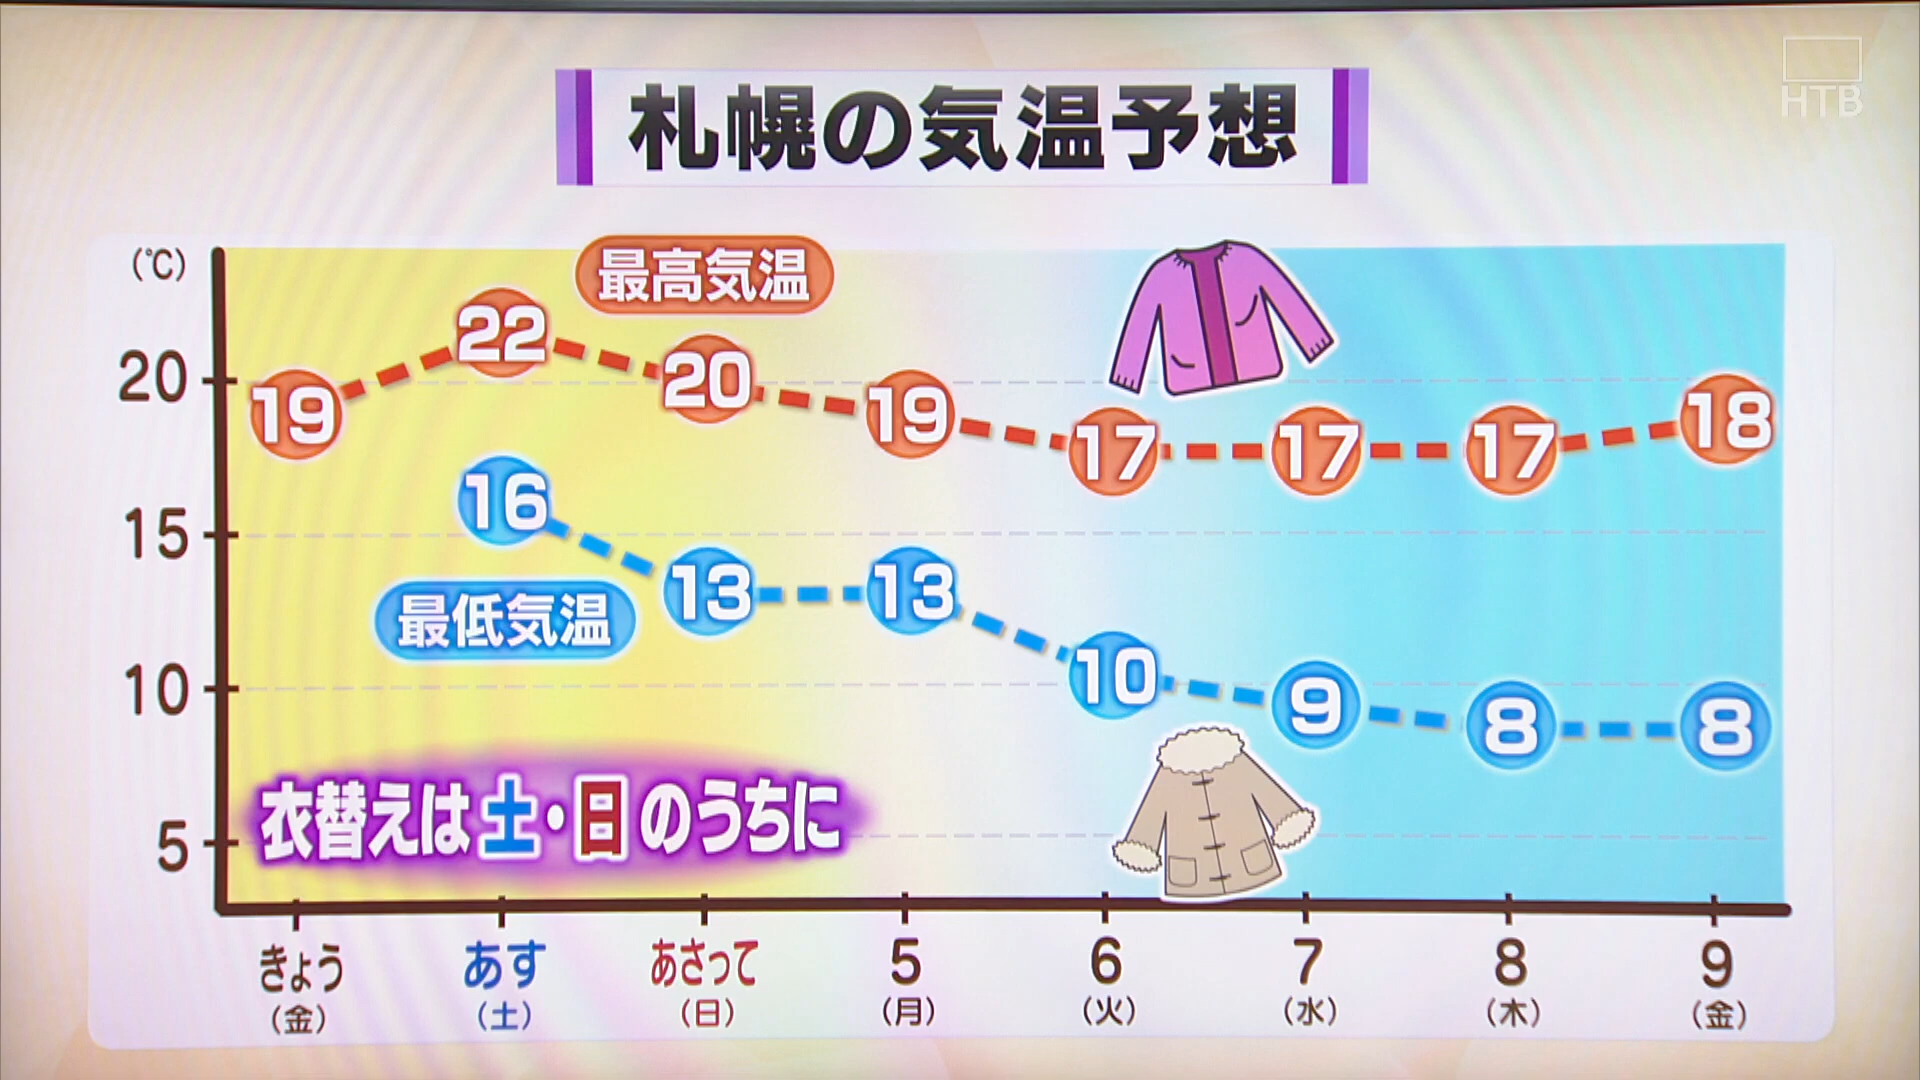 札幌の気温予想
HTB
(℃)
最高気温
20
15
10
5
19 22 20 19 17 17 17 18
16 13 13 10 9 8 8
最低気温
衣替えは土・日のうちに
きょう あす あさって 5 6 7 8 9
(金) (土) (日) (月) (火) (水) (木) (金)